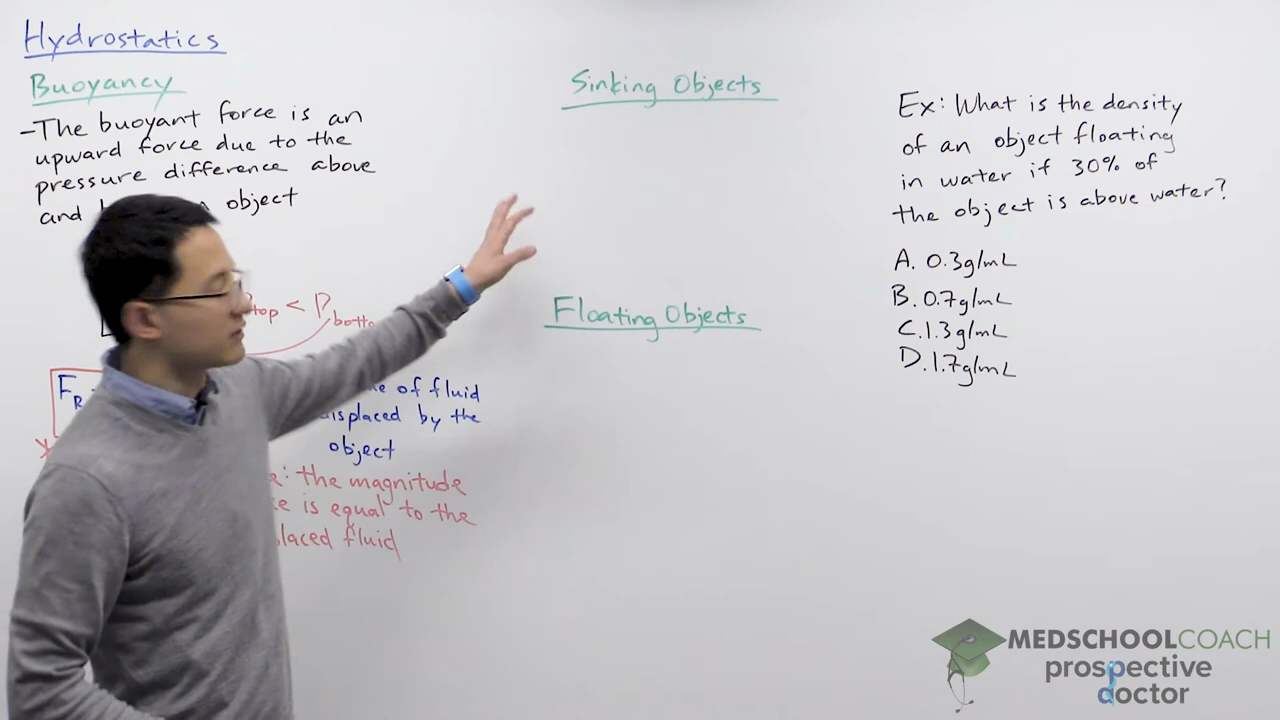 Hydrostatics
Buoyancy
-The buoyant force is an
upward force due to the
pressure difference above
and object
top < P botto
F B
of fluid
displaced by the
object
the magnitude
is equal to the
fluid
Sinking Objects
Floating Objects
Ex: What is the density
of an object floating
in water if 30% of
the object is above water?
A. 0.3g/mL
B. 0.7g/mL
C. 1.3g/mL
D. 1.7g/mL
MEDSCHOOLCOACH
prospective
doctor